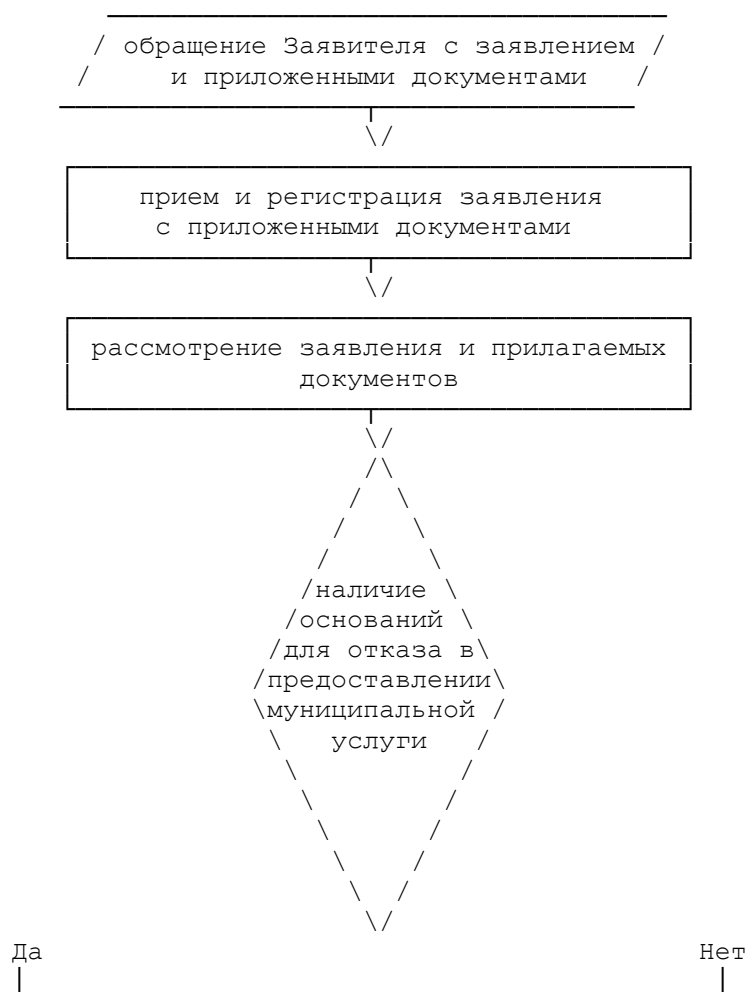 обращение Заявителя с заявлением
и приложенными документами
прием и регистрация заявления
с приложенными документами
рассмотрение заявления и прилагаемых
документов
наличие
оснований
для отказа в
предоставлении
муниципальной
услуги
Да Нет